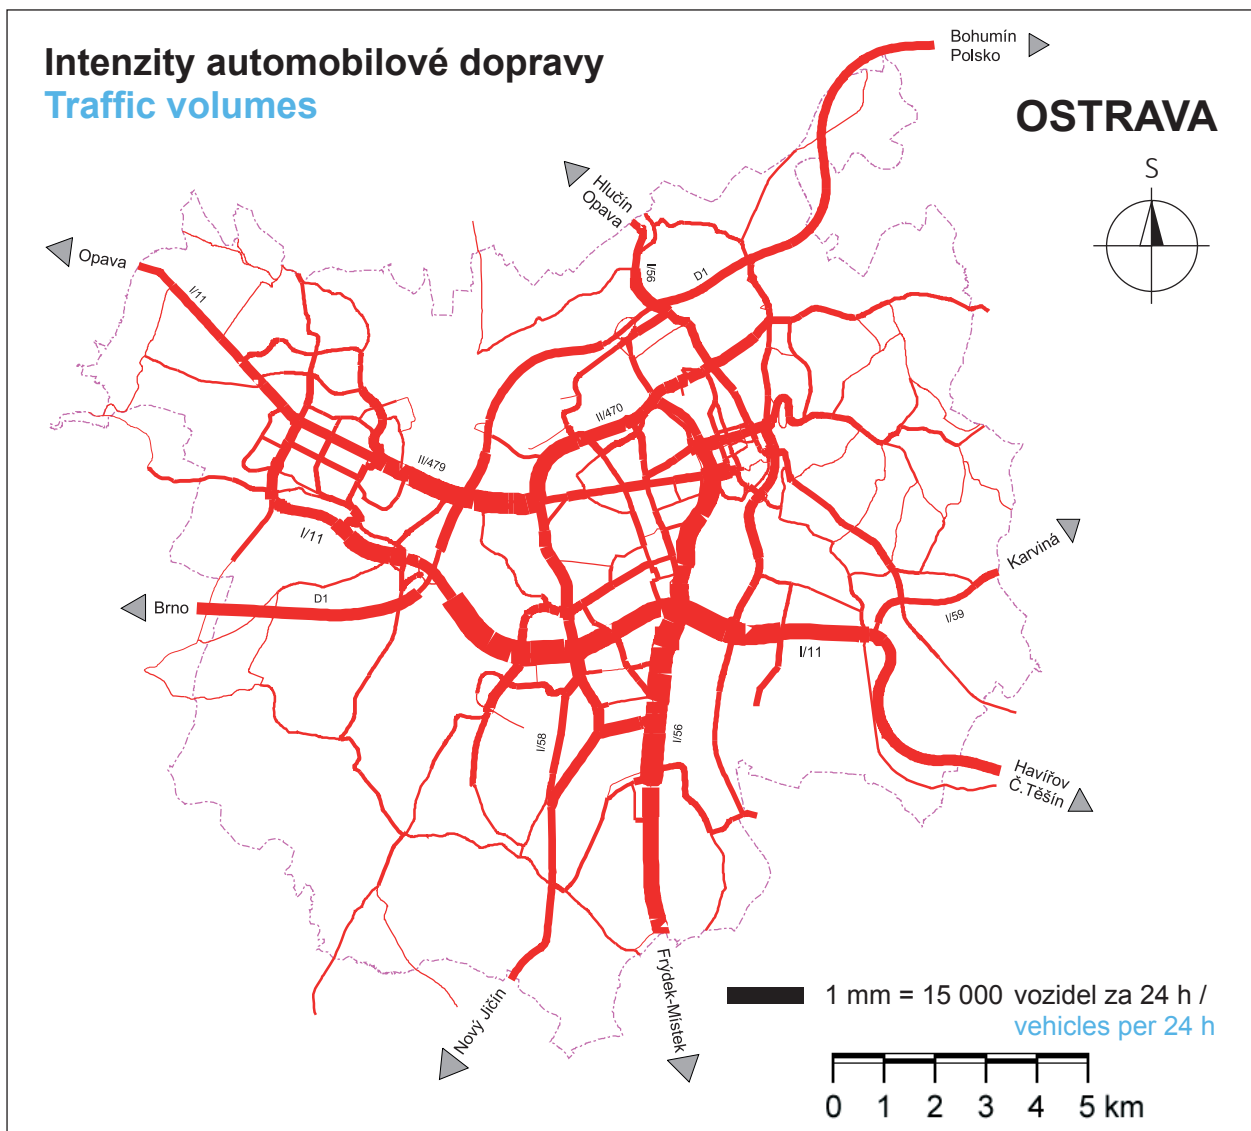 Intenzity automobilové dopravy
Traffic volumes
Bohumín
Polsko
OSTRAVA
S
Hlučín
Opava
Opava
I/11
I/56
D1
II/470
II/479
I/11
Brno
D1
Karviná
I/59
I/11
I/58
I/56
Havířov
Č.Těšín
Nový Jičín
Frýdek-Místek
1 mm = 15 000 vozidel za 24 h /
vehicles per 24 h
0 1 2 3 4 5 km